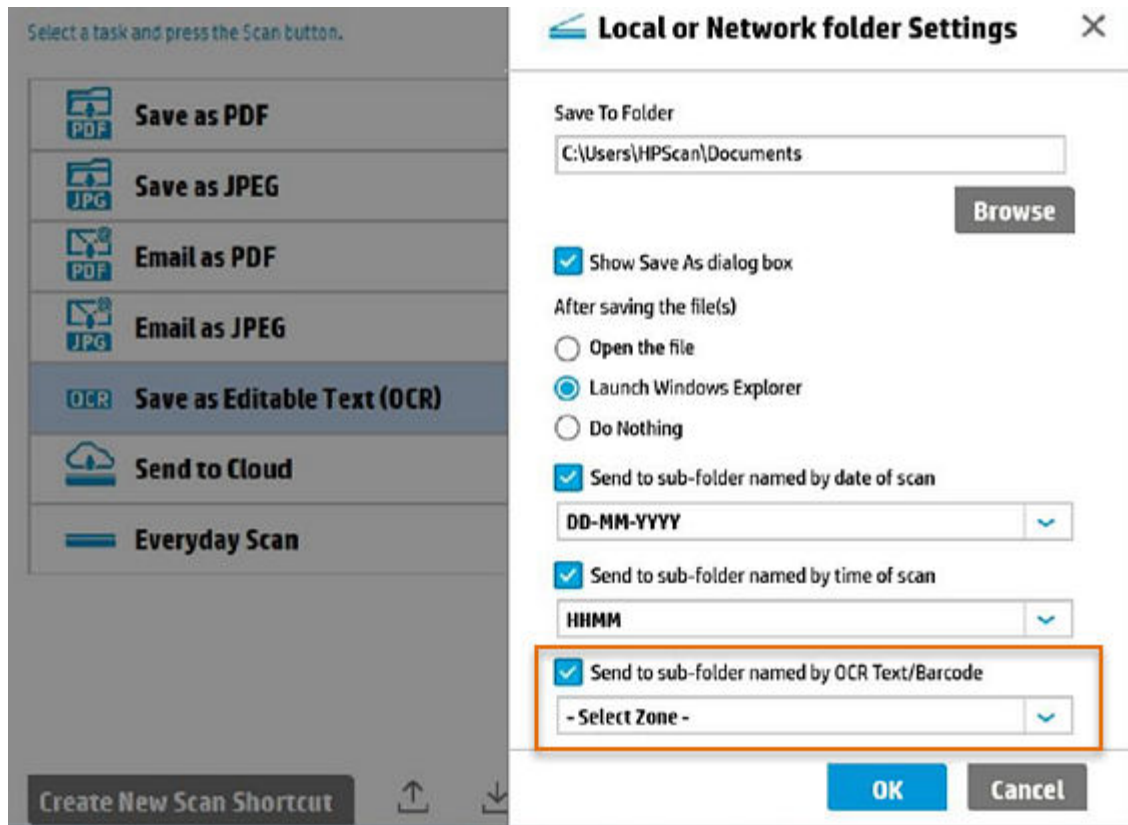 Select a task and press the Scan button.
PDF
Save as PDF
JPG
Save as JPEG
PDF
Email as PDF
JPG
Email as JPEG
OCR
Save as Editable Text (OCR)
Send to Cloud
Everyday Scan
Create New Scan Shortcut
Local or Network folder Settings
Save To Folder
C:\Users\HPScan\Documents
Browse
Show Save As dialog box
After saving the file(s)
Open the file
Launch Windows Explorer
Do Nothing
Send to sub-folder named by date of scan
DD-MM-YYYY
Send to sub-folder named by time of scan
HHMM
Send to sub-folder named by OCR Text/Barcode
- Select Zone -
OK
Cancel